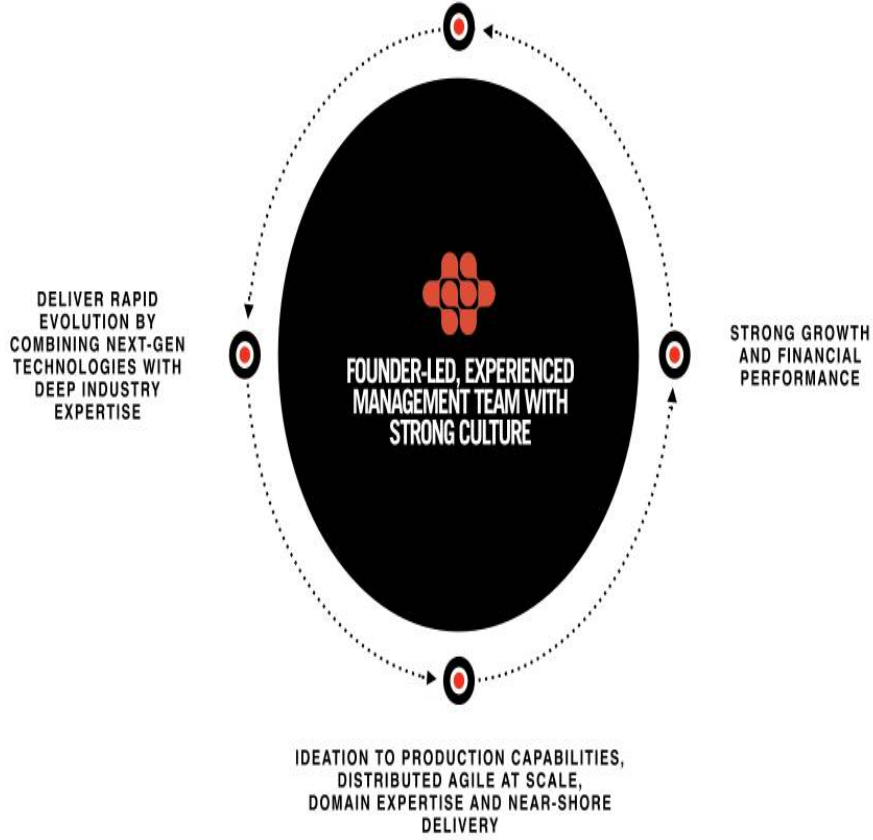 DELIVER RAPID
EVOLUTION BY
COMBINING NEXT-GEN
TECHNOLOGIES WITH
DEEP INDUSTRY
EXPERTISE
FOUNDER-LED, EXPERIENCED
MANAGEMENT TEAM WITH
STRONG CULTURE
STRONG GROWTH
AND FINANCIAL
PERFORMANCE
IDEATION TO PRODUCTION CAPABILITIES,
DISTRIBUTED AGILE AT SCALE,
DOMAIN EXPERTISE AND NEAR-SHORE
DELIVERY